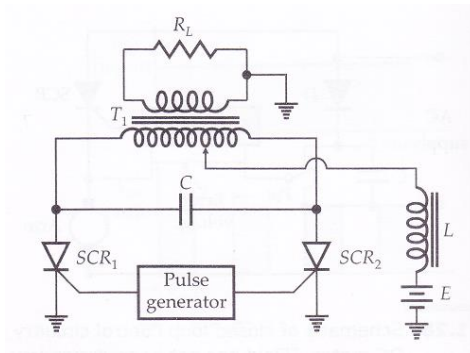 R_L
T_1
C
L
SCR_1
SCR_2
Pulse
generator
E